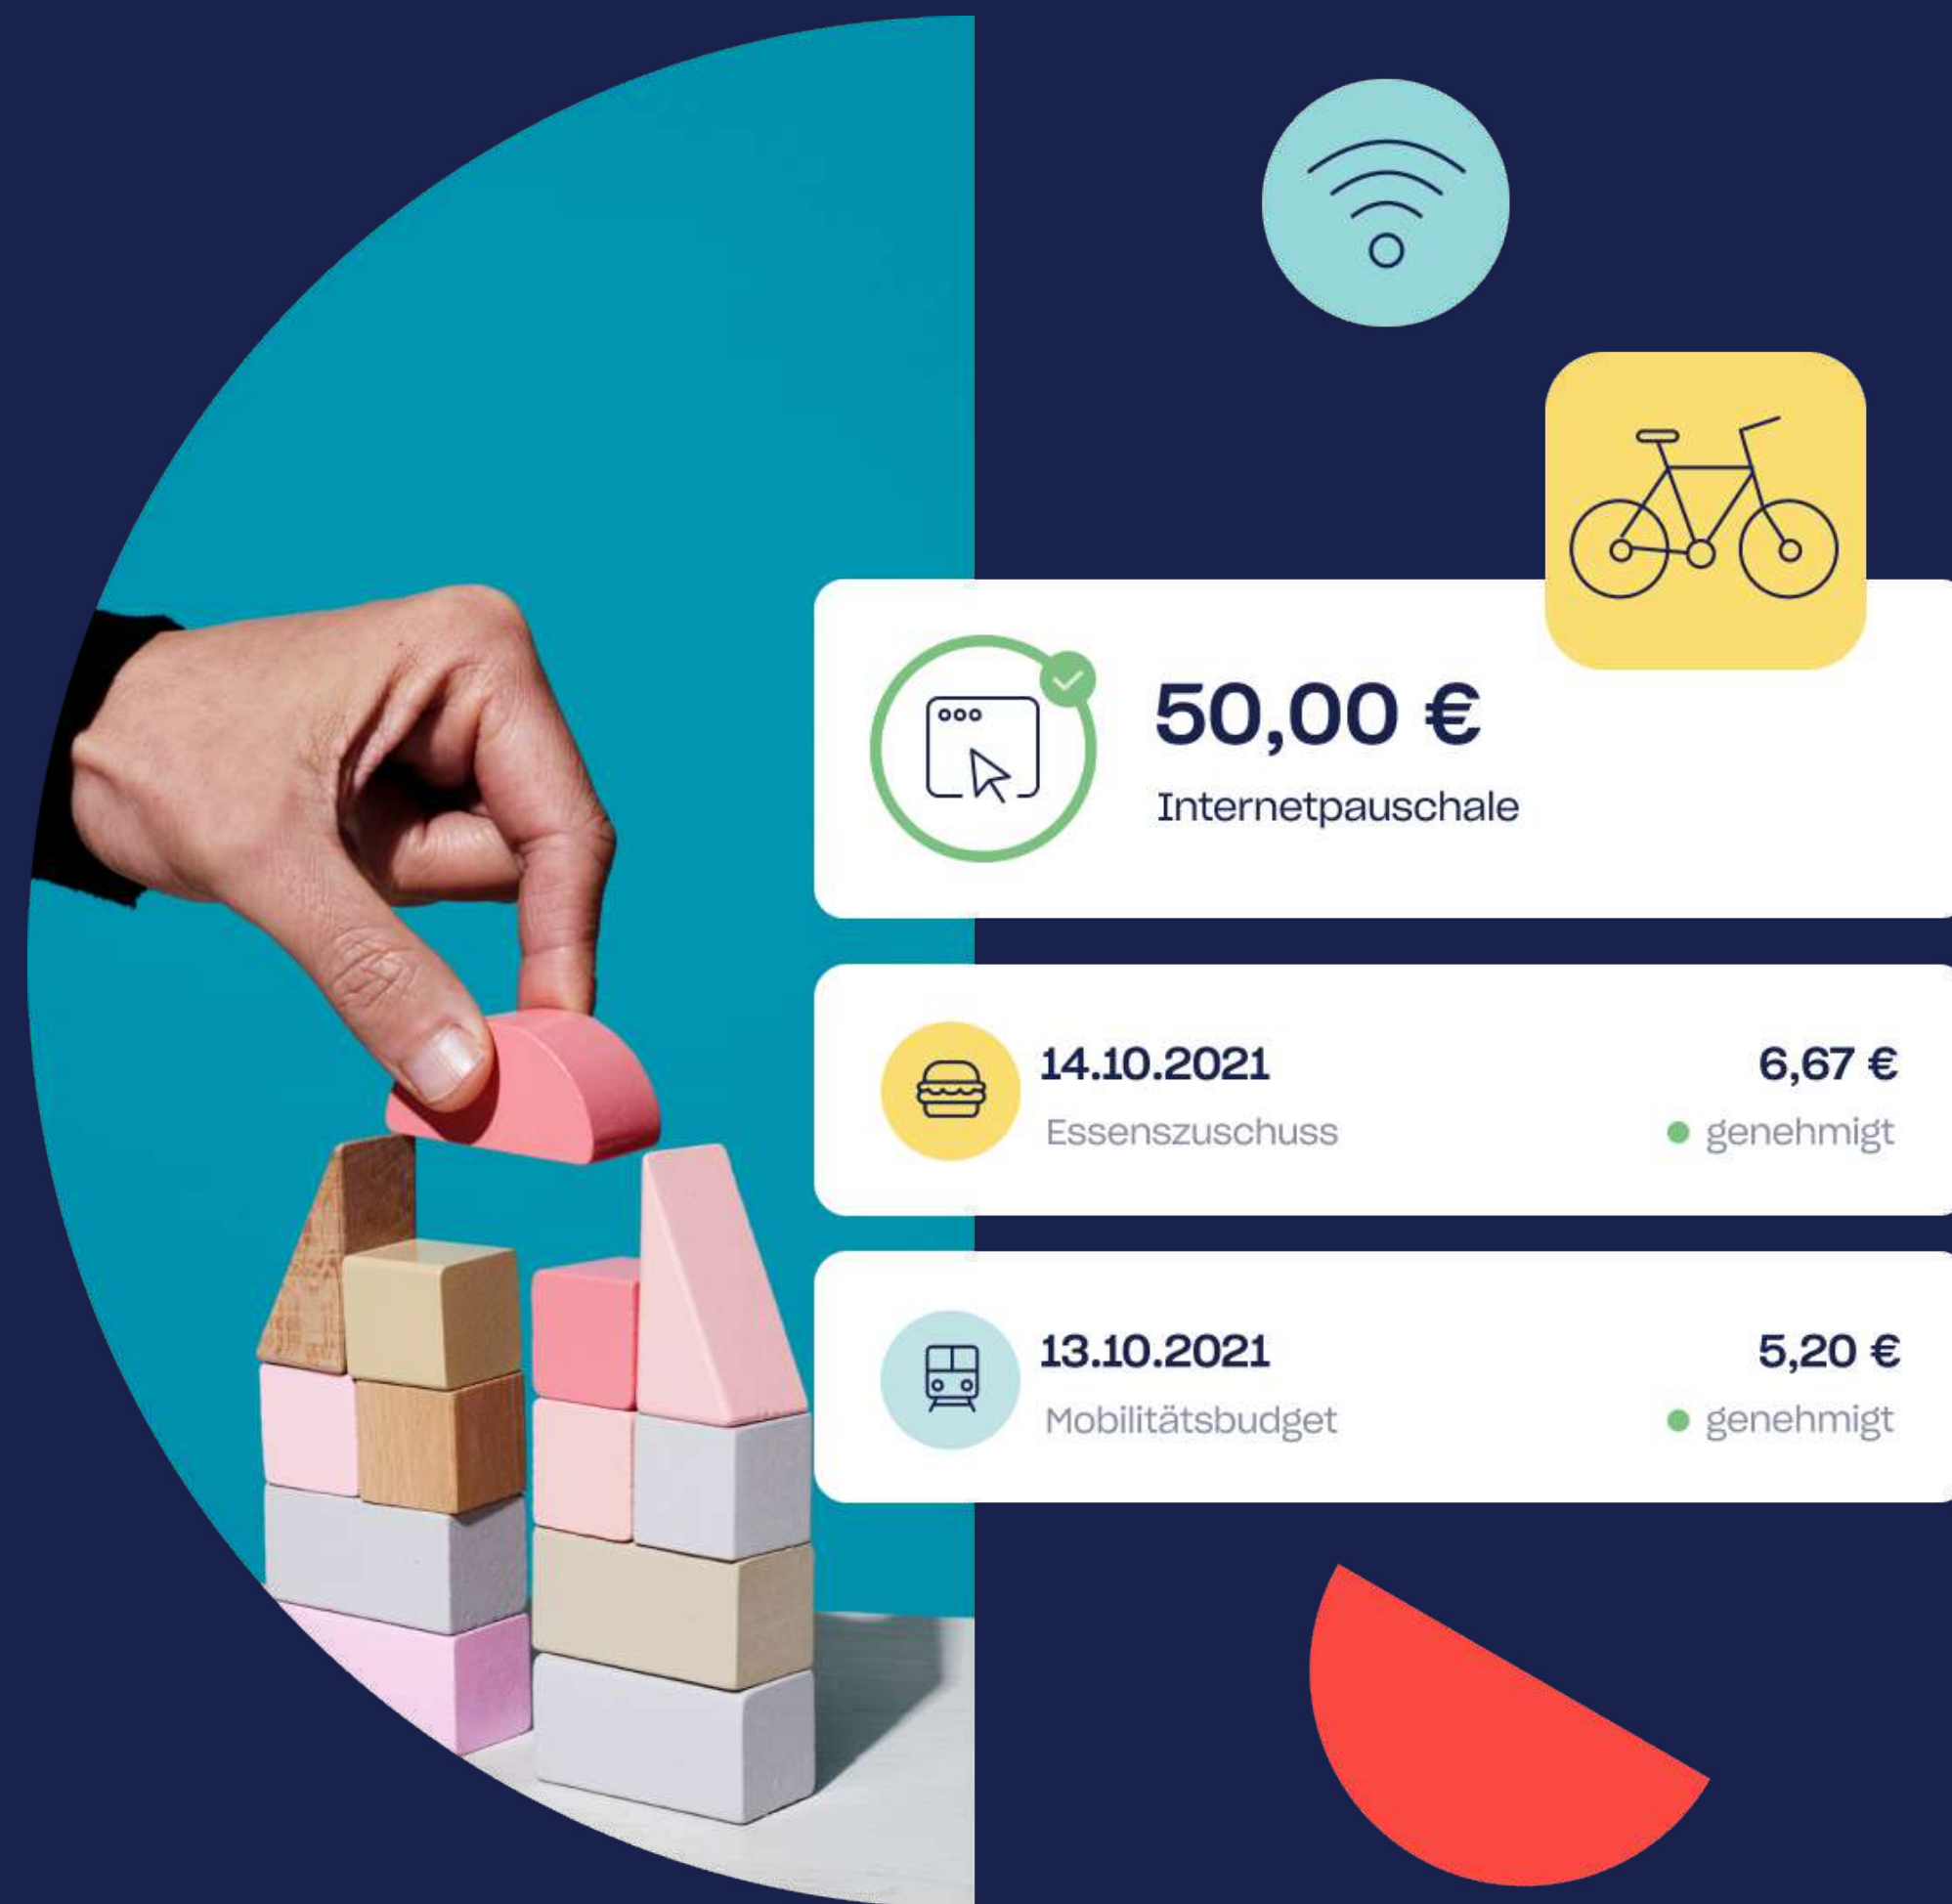 50,00 €
Internetpauschale
14.10.2021
6,67 €
Essenszuschuss
genehmigt
13.10.2021
5,20 €
Mobilitätsbudget
genehmigt